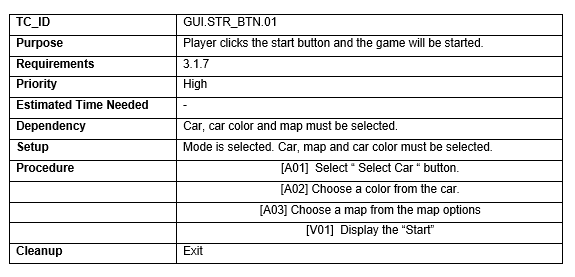 TC_ID GUI.STR_BTN.01
Purpose Player clicks the start button and the game will be started.
Requirements 3.1.7
Priority High
Estimated Time Needed -
Dependency Car, car color and map must be selected.
Setup Mode is selected. Car, map and car color must be selected.
Procedure [A01] Select “ Select Car “ button.
[A02] Choose a color from the car.
[A03] Choose a map from the map options
[V01] Display the “Start”
Cleanup Exit